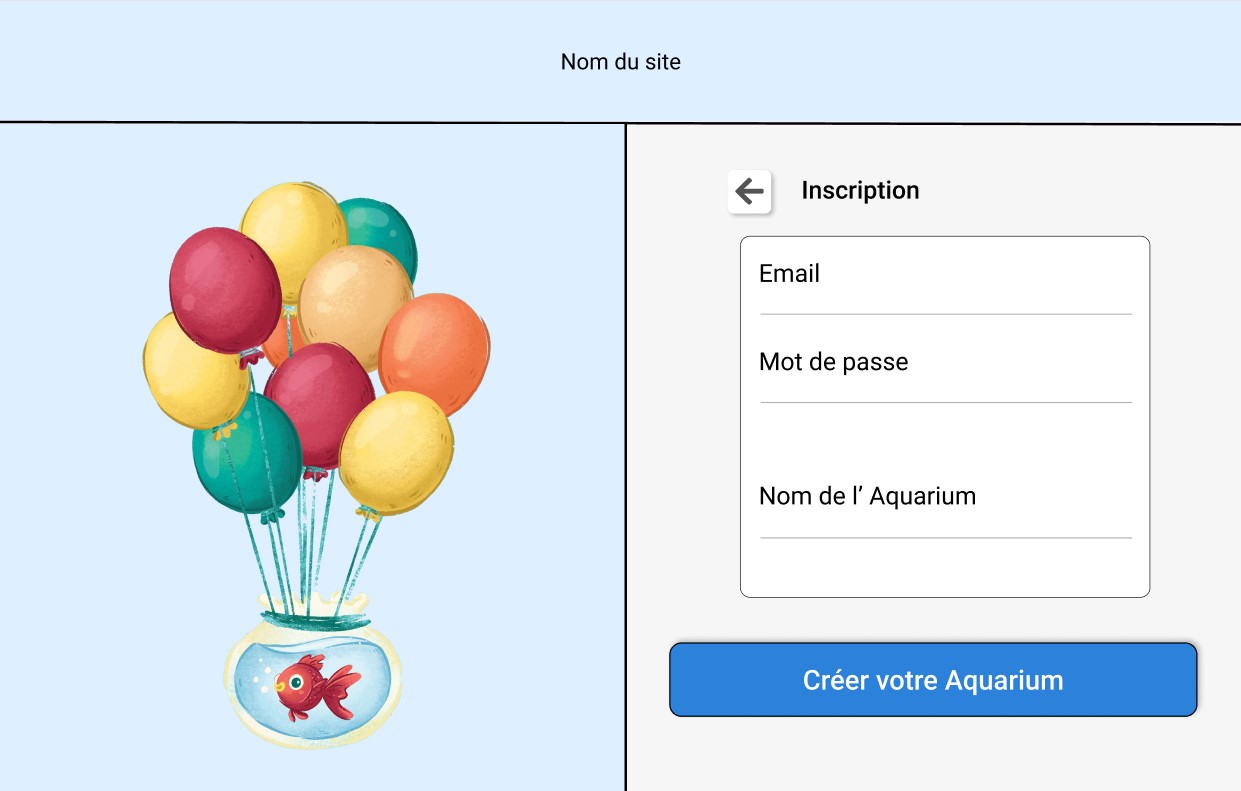 Nom du site
Inscription
Email
Mot de passe
Nom de l’ Aquarium
Créer votre Aquarium